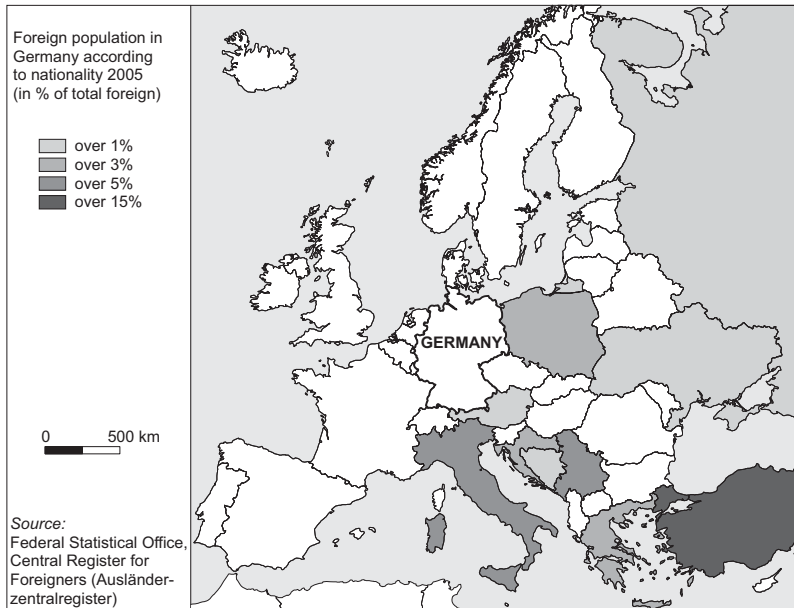 Foreign population in
Germany according
to nationality 2005
(in % of total foreign)
over 1%
over 3%
over 5%
over 15%
GERMANY
0 500 km
Source:
Federal Statistical Office,
Central Register for
Foreigners (Ausländer-
zentralregister)